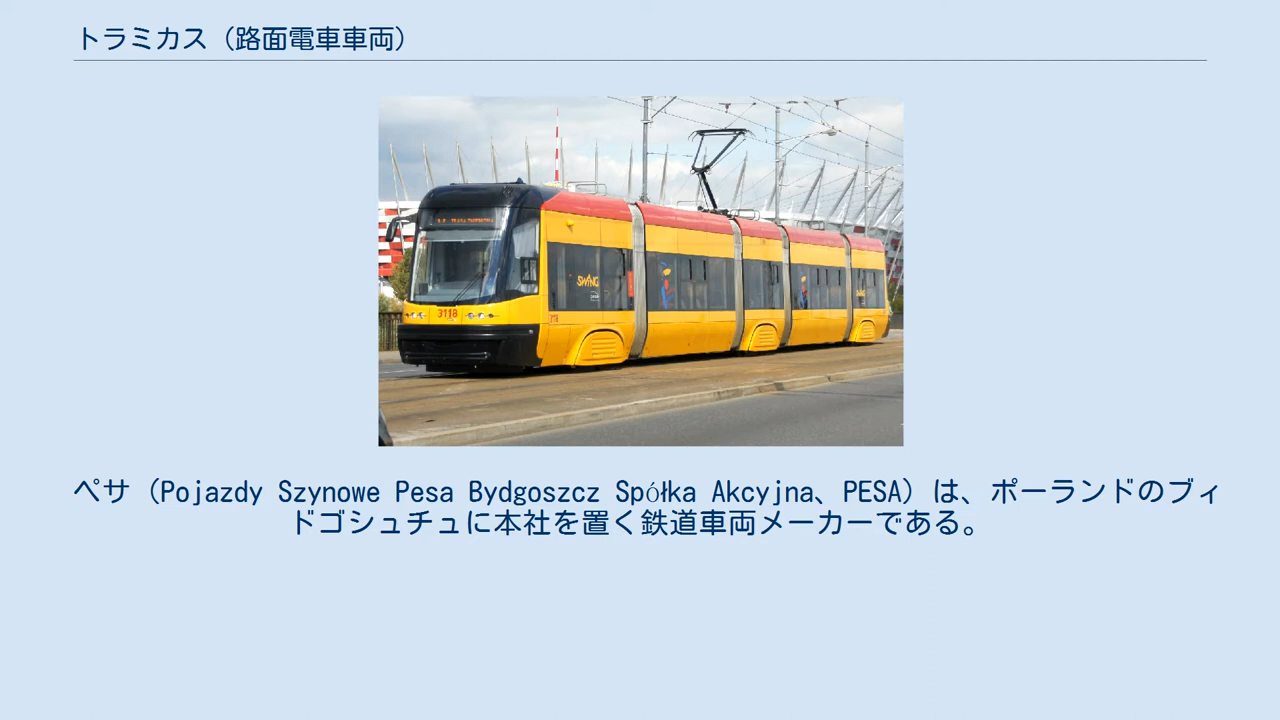 トラミカス（路面電車車両）
SWING
3118
ペサ（Pojazdy Szynowe Pesa Bydgoszcz Spółka Akcyjna、PESA）は、ポーランドのブィ
ドゴシュチュに本社を置く鉄道車両メーカーである。